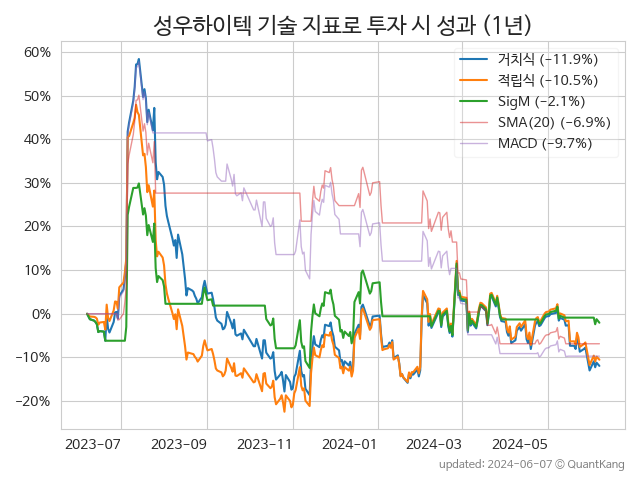 성우하이텍 기술 지표로 투자 시 성과 (1년)
60%
50%
40%
30%
20%
10%
0%
−10%
−20%
거치식 (−11.9%)
적립식 (−10.5%)
SigM (−2.1%)
SMA(20) (−6.9%)
MACD (−9.7%)
2023-07 2023-09 2023-11 2024-01 2024-03 2024-05
updated: 2024-06-07 © QuantKang